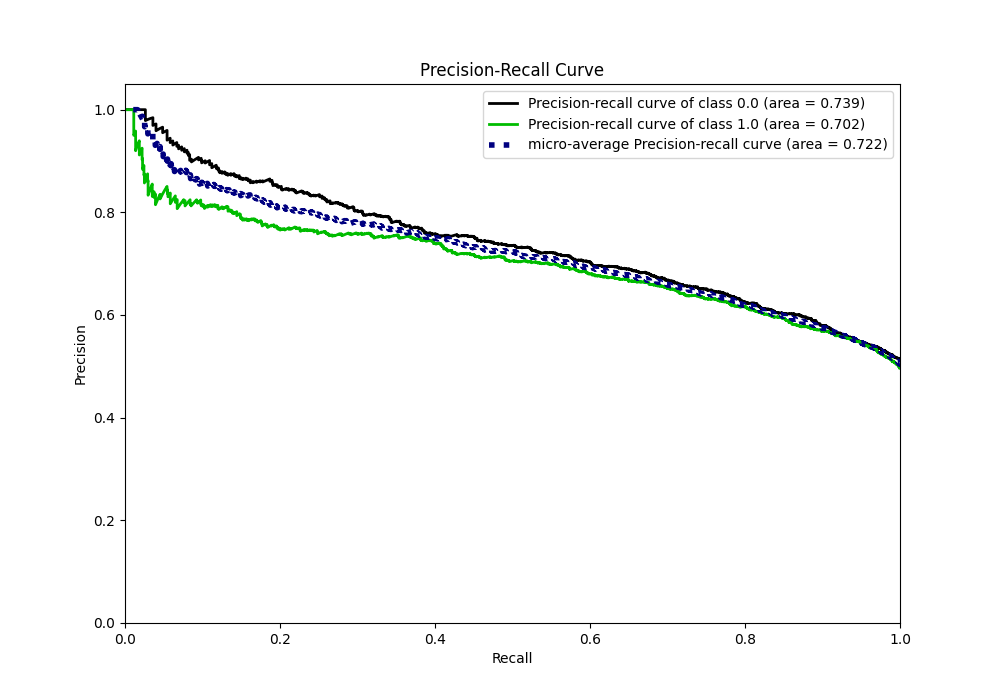 Precision-Recall Curve
Precision-recall curve of class 0.0 (area = 0.739)
Precision-recall curve of class 1.0 (area = 0.702)
micro-average Precision-recall curve (area = 0.722)
1.0
0.8
0.6
0.4
0.2
0.0
Precision
0.0 0.2 0.4 0.6 0.8 1.0
Recall